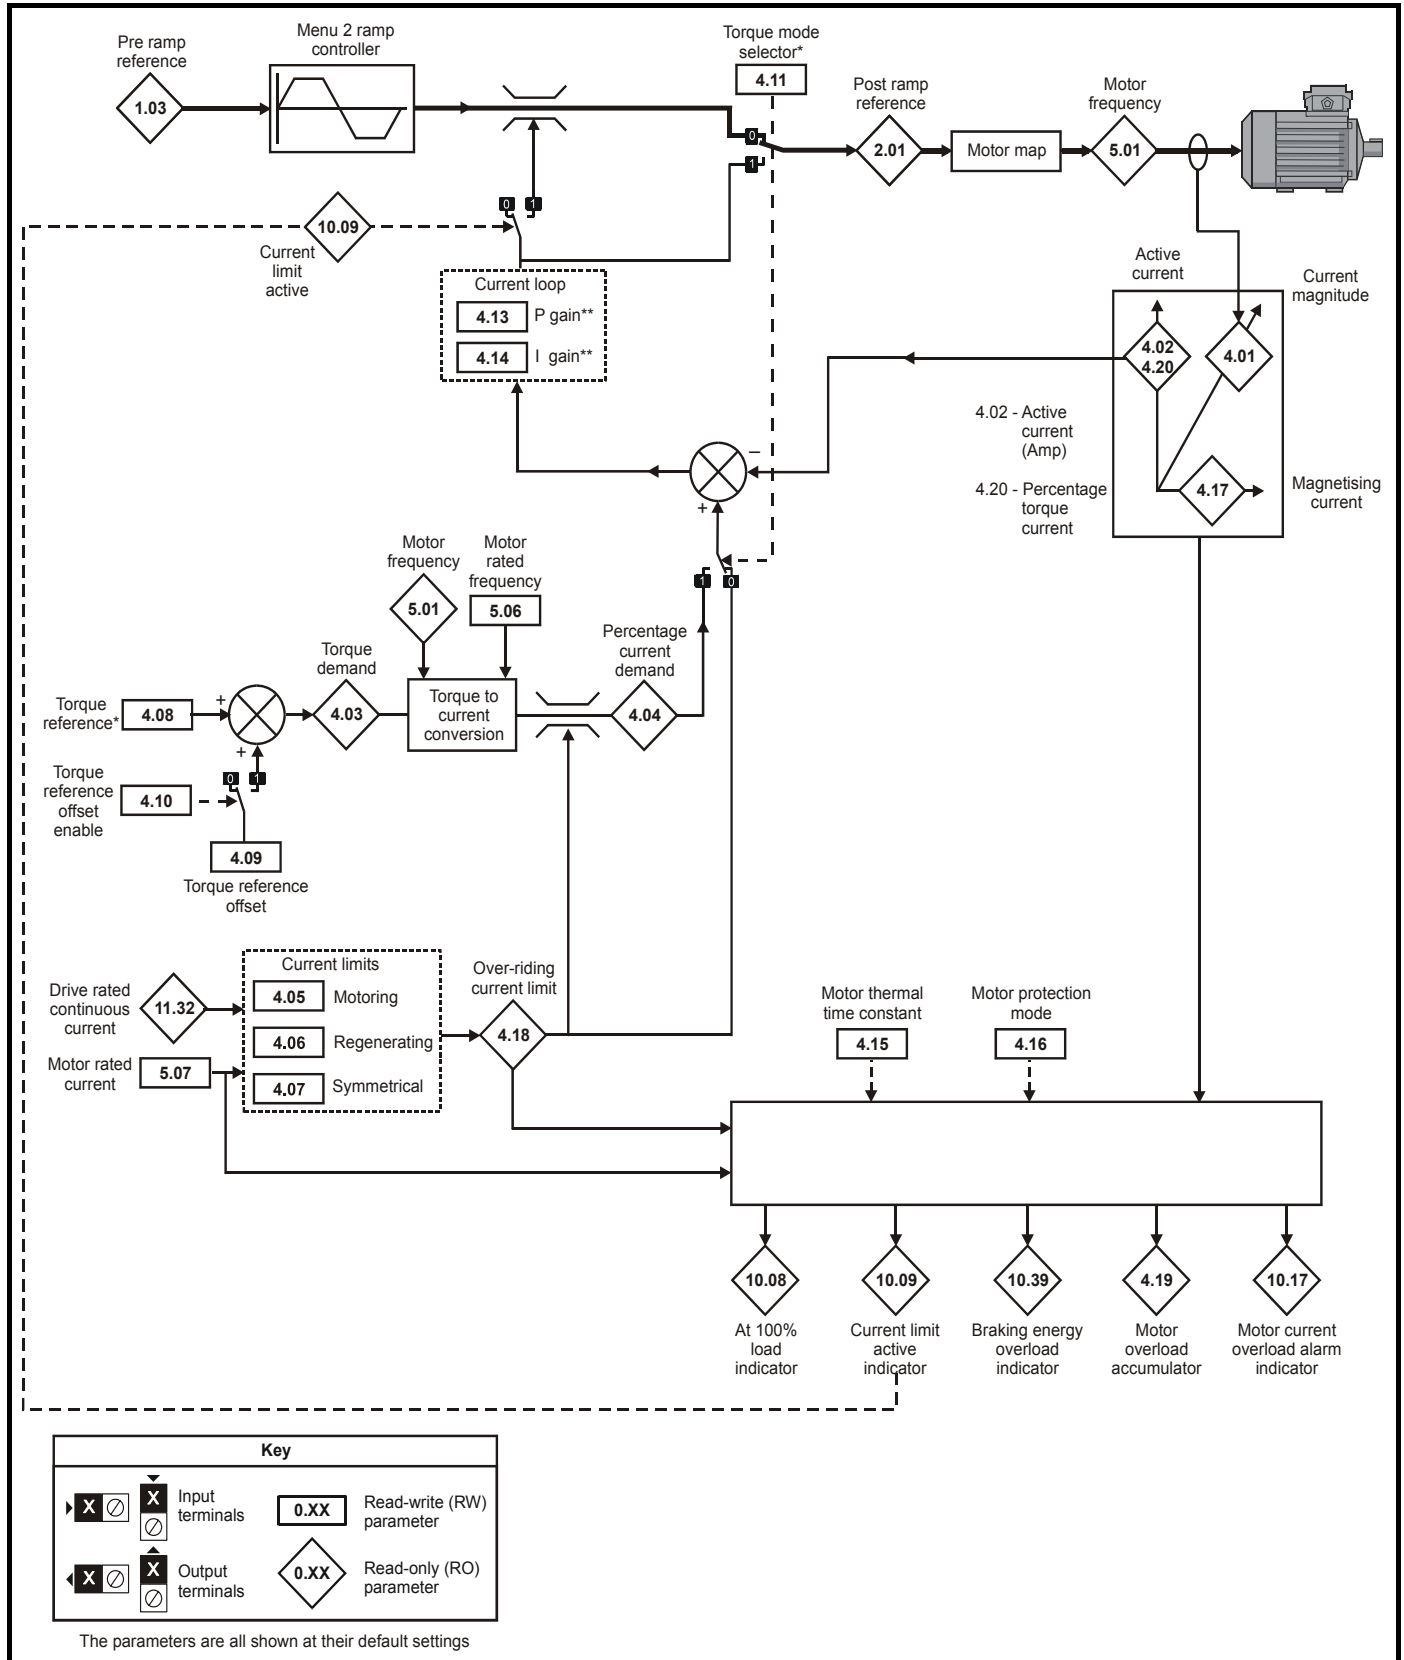 Pre ramp
reference
1.03
Menu 2 ramp
controller
Torque mode
selector*
4.11
0
1
Post ramp
reference
2.01
Motor map
Motor
frequency
5.01
10.09
Current
limit
active
0 1
Current loop
4.13 P gain**
4.14 I gain**
Active
current
Current
magnitude
4.02
4.20
4.01
4.02 - Active
current
(Amp)
4.20 - Percentage
torque
current
4.17
Magnetising
current
–
+
1 0
Motor
frequency
5.01
Motor
rated
frequency
5.06
Torque
reference*
4.08
+
+
Torque
demand
4.03
Torque to
current
conversion
Percentage
current
demand
4.04
0 1
Torque
reference
offset
enable
4.10
4.09
Torque reference
offset
Drive rated
continuous
current
11.32
Motor rated
current
5.07
Current limits
4.05 Motoring
4.06 Regenerating
4.07 Symmetrical
Over-riding
current limit
4.18
Motor thermal
time constant
4.15
Motor protection
mode
4.16
10.08
At 100%
load
indicator
10.09
Current limit
active
indicator
10.39
Braking energy
overload
indicator
4.19
Motor
overload
accumulator
10.17
Motor current
overload alarm
indicator
Key
X
X
Input
terminals
0.XX
Read-write (RW)
parameter
X
X
Output
terminals
0.XX
Read-only (RO)
parameter
The parameters are all shown at their default settings